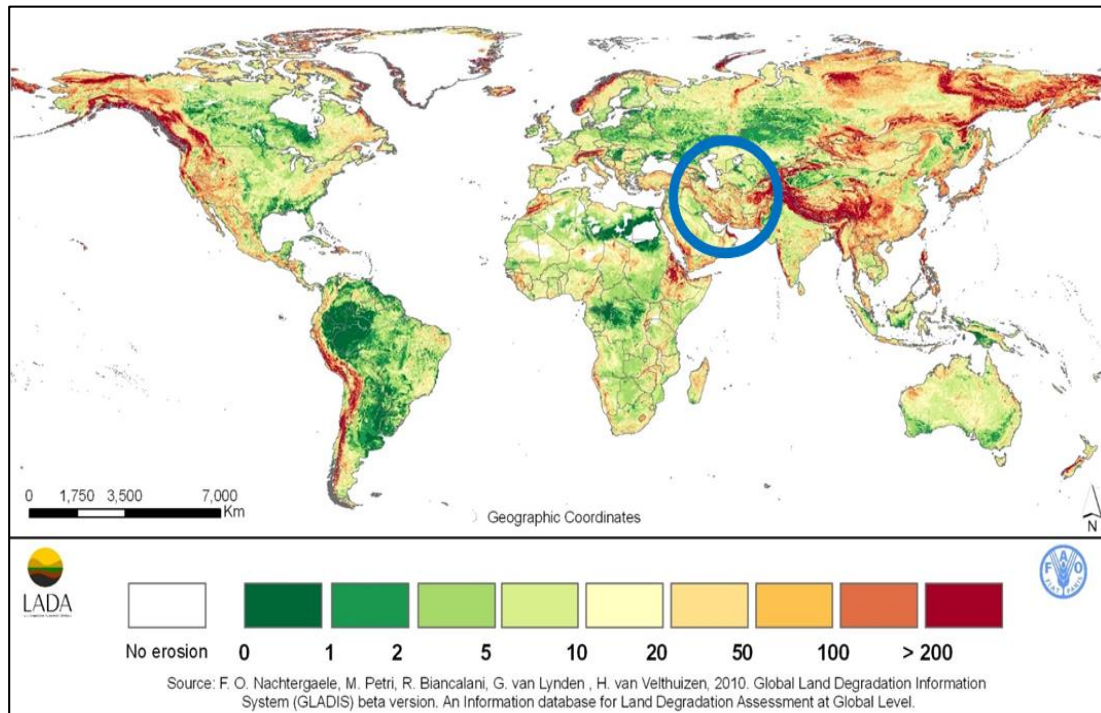 0 1,750 3,500 7,000
Km
Geographic Coordinates
N
LADA
F A O
FIAT PANIS
No erosion 0 1 2 5 10 20 50 100 > 200
Source: F. O. Nachtergaele, M. Petri, R. Biancalani, G. van Lynden , H. van Velthuizen, 2010. Global Land Degradation Information
System (GLADIS) beta version. An Information database for Land Degradation Assessment at Global Level.